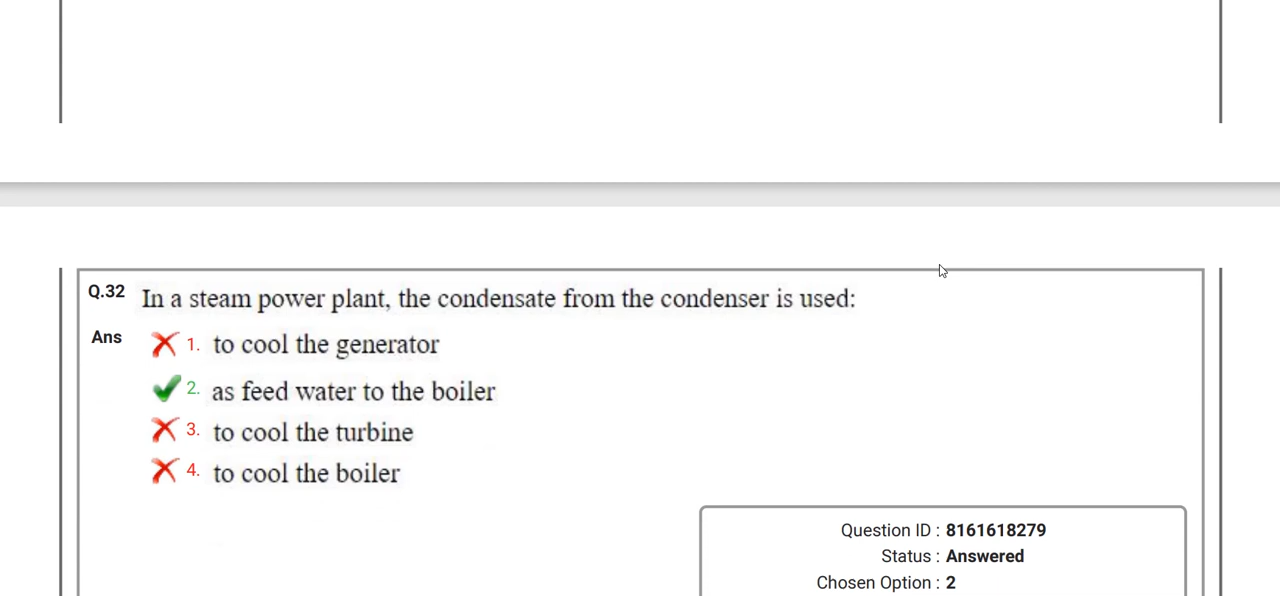 Q.32 In a steam power plant, the condensate from the condenser is used:
Ans 1. to cool the generator
2. as feed water to the boiler
3. to cool the turbine
4. to cool the boiler
Question ID : 8161618279
Status : Answered
Chosen Option : 2